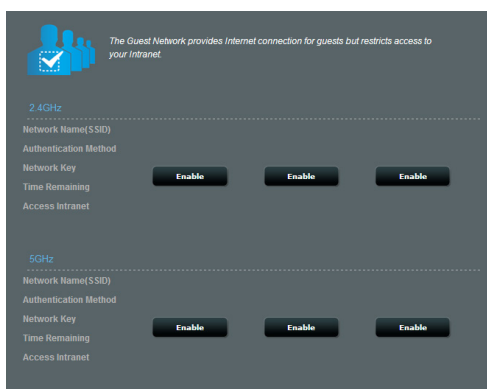 The Guest Network provides Internet connection for guests but restricts access to
your Intranet.
2.4GHz
Network Name(SSID)
Authentication Method
Network Key
Enable Enable Enable
Time Remaining
Access Intranet
5GHz
Network Name(SSID)
Authentication Method
Network Key
Enable Enable Enable
Time Remaining
Access Intranet